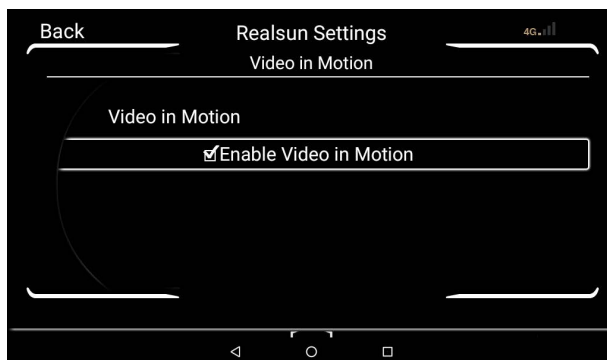 Back
Realsun Settings
4G
Video in Motion
Video in Motion
Enable Video in Motion